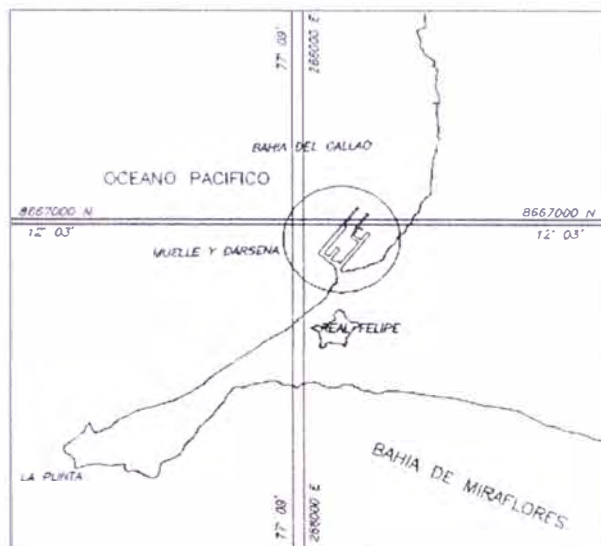 77' 09'
268000 E
BAHIA DEL CALLAO
OCEANO PACIFICO
8667000 N
8667000 N
12' 03'
12' 03'
MUELLE Y DARSENA
REAL FELIPE
BAHIA DE MIRAFLORES
LA PUNTA
77' 09'
268000 E